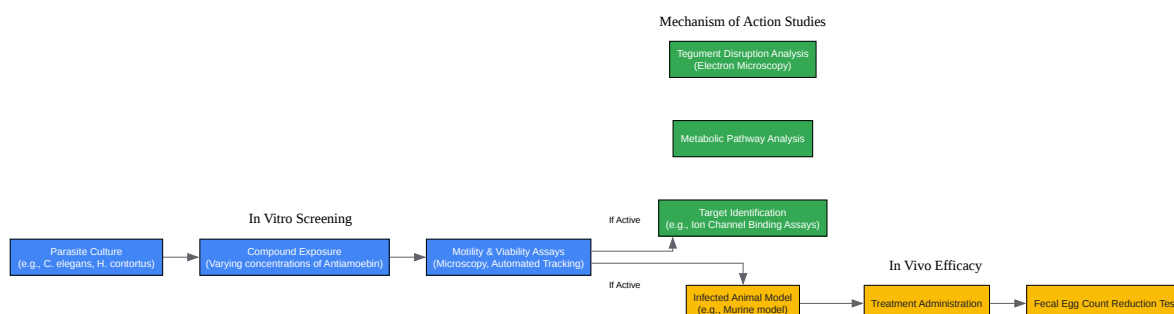 Mechanism of Action Studies
Tegument Disruption Analysis
(Electron Microscopy)
Metabolic Pathway Analysis
In Vitro Screening
If Active
Target Identification
(e.g., Ion Channel Binding Assays)
Parasite Culture
(e.g., C. elegans, H. contortus)
Compound Exposure
(Varying concentrations of Antiamoebin)
Motility & Viability Assays
(Microscopy, Automated Tracking)
In Vivo Efficacy
If Active
Infected Animal Model
(e.g., Murine model)
Treatment Administration
Fecal Egg Count Reduction Tes